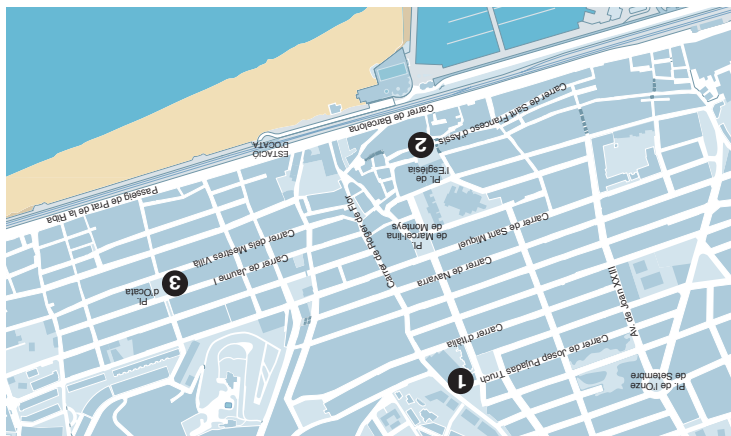 Pl. de l'Onze
de Setembre
1
Carrer de Josep Pujadas Truch
Carrer d'Itàlia
Av. de Joan XXIII
Pl.
d'Ocata
3
Carrer de Jaume I
Carrer de Navarra
Carrer dels Mestres Villà
Carrer de Roger de Flor
Carrer de Sant Miquel
Pl.
de Marcel·lina
de Monteys
Passeig de Prat de la Riba
Pl. de
l'Església
2
ESTACIÓ
D'OCATA
Carrer de Sant Francesc d'Assís
Carrer de Barcelona